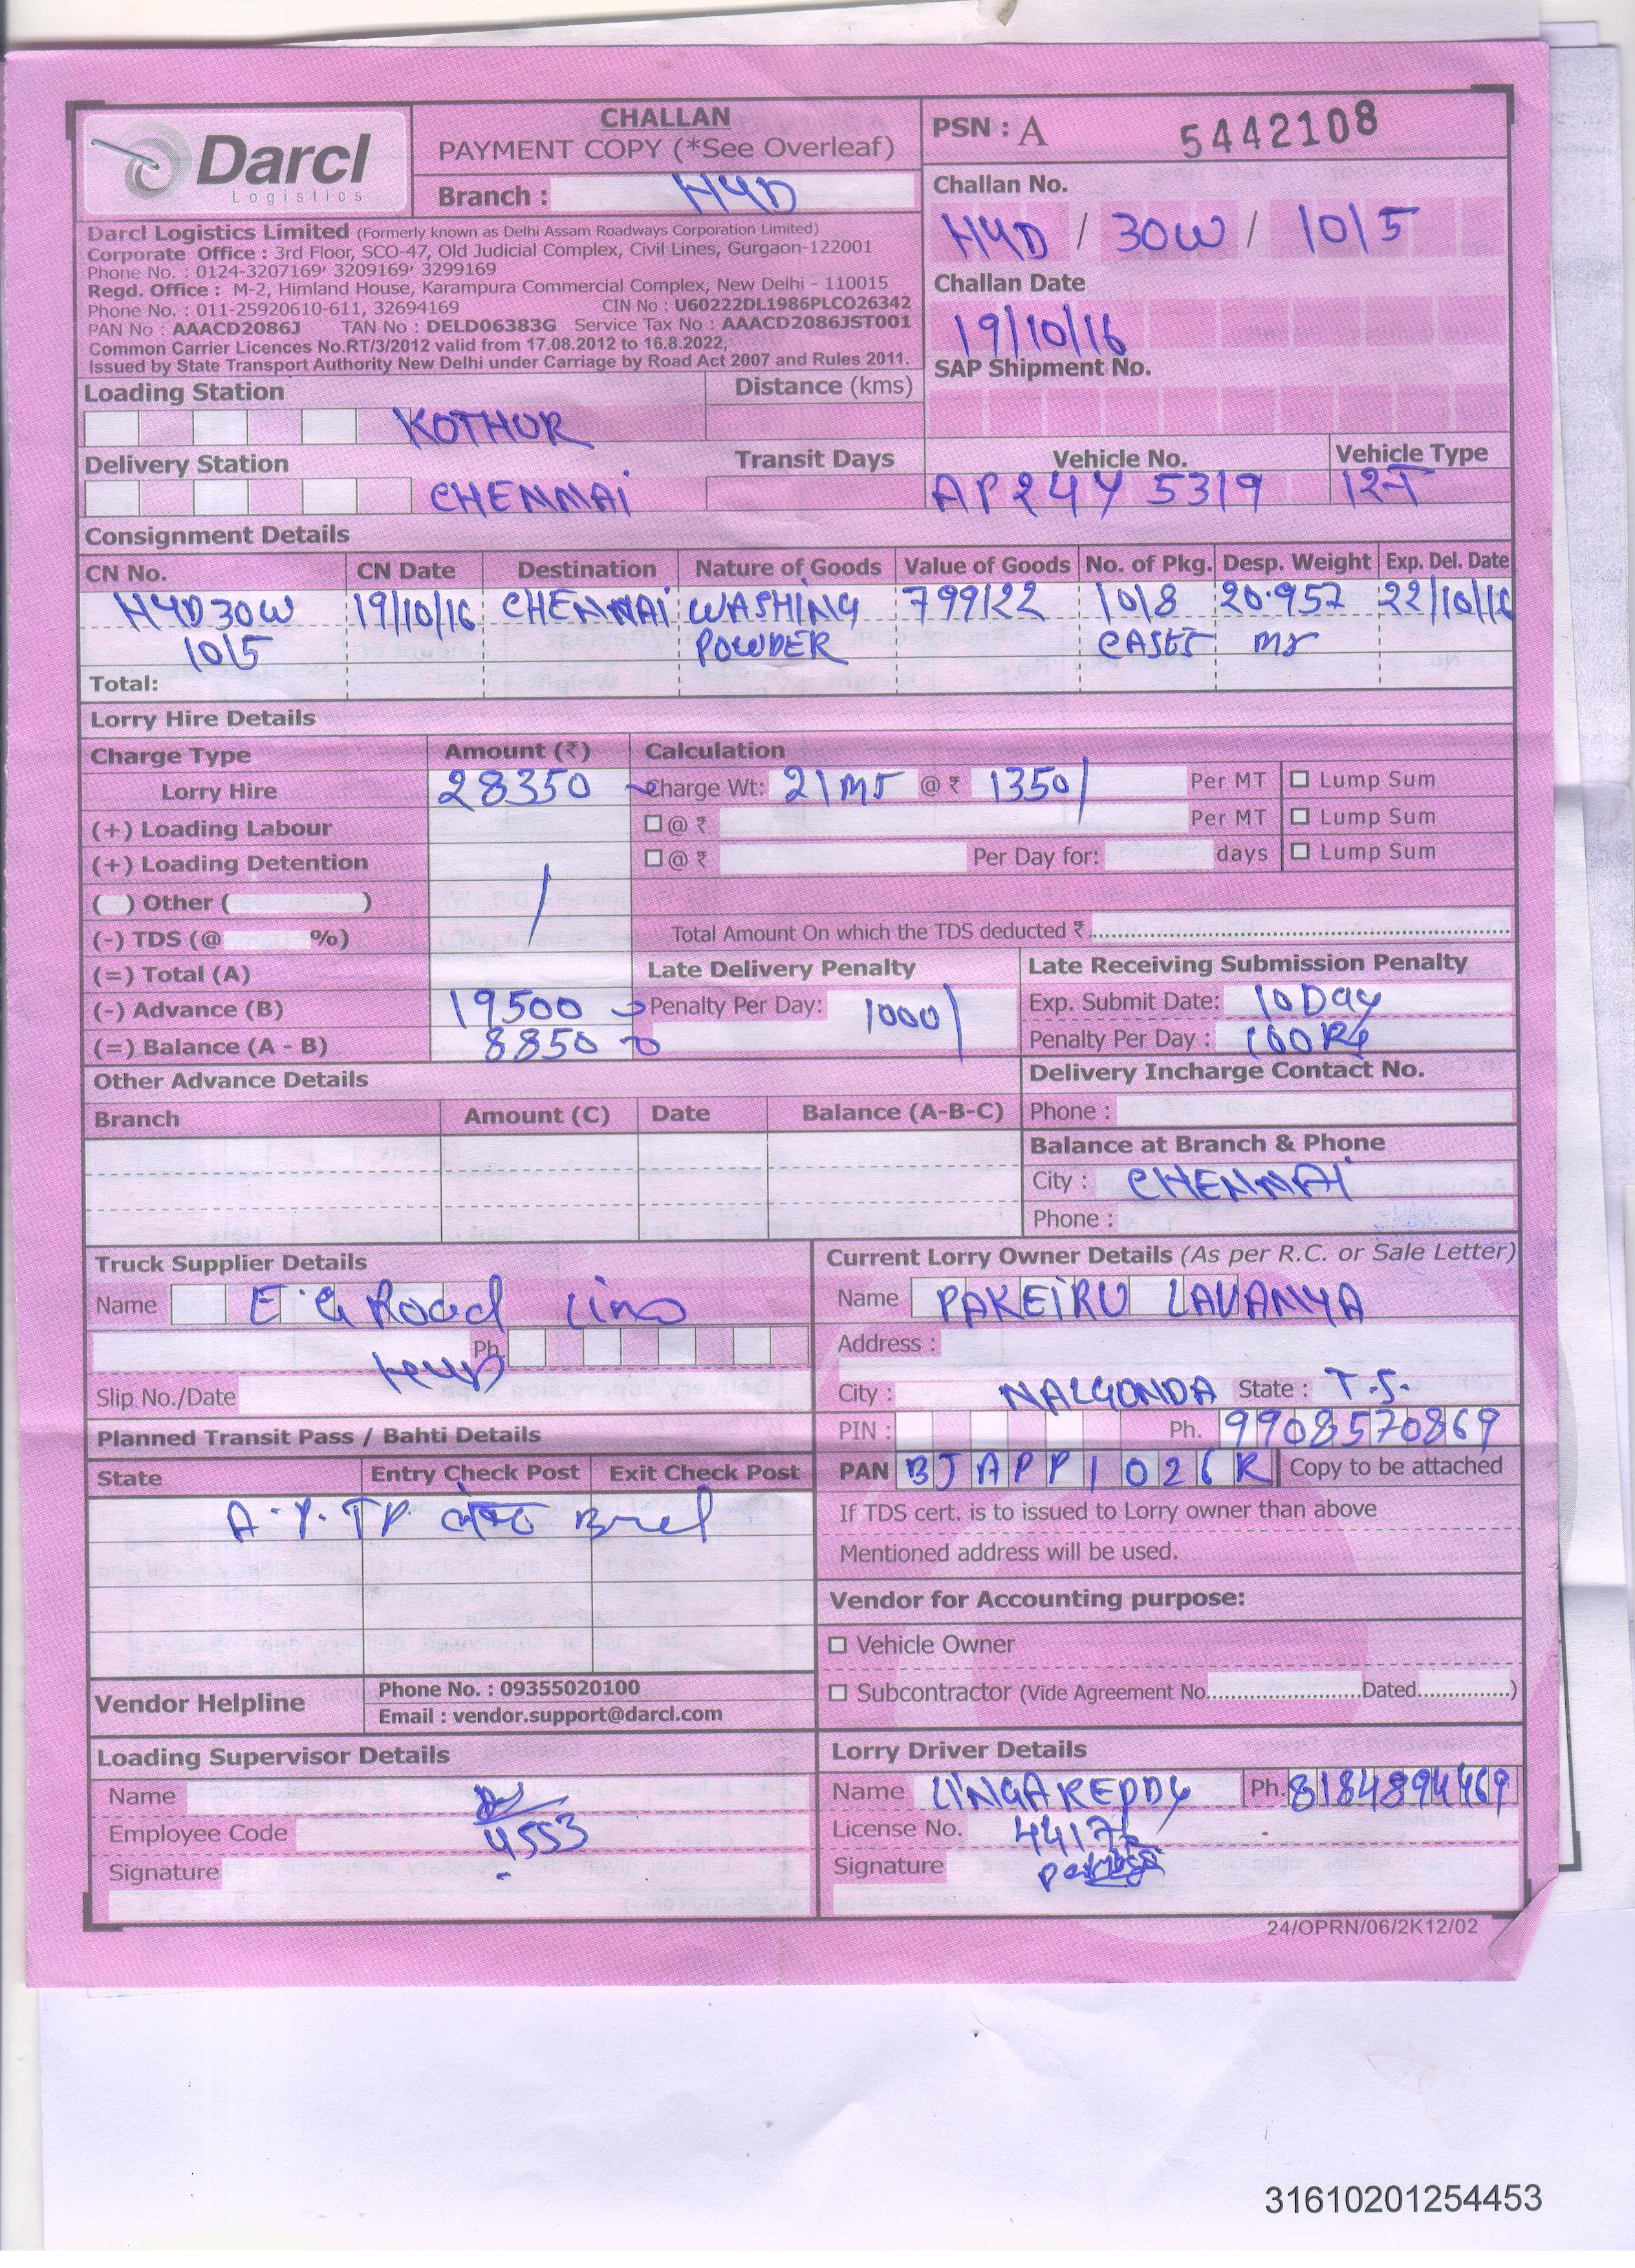 Darcl
Logistics
CHALLAN
PAYMENT COPY (*See Overleaf)
Branch : HYD
PSN : A 5442108
Challan No.
HYD / 30W / 1015
Challan Date
19/10/16
SAP Shipment No.
Darcl Logistics Limited (Formerly known as Delhi Assam Roadways Corporation Limited)
Corporate Office : 3rd Floor, SCO-47, Old Judicial Complex, Civil Lines, Gurgaon-122001
Phone No. : 0124-3207169, 3209169, 3299169
Regd. Office : M-2, Himland House, Karampura Commercial Complex, New Delhi - 110015
Phone No. : 011-25920610-611, 32694169 CIN No : U60222DL1986PLCO26342
PAN No : AAACD2086J TAN No : DELD06383G Service Tax No : AAACD2086JST001
Common Carrier Licences No.RT/3/2012 valid from 17.08.2012 to 16.8.2022,
Issued by State Transport Authority New Delhi under Carriage by Road Act 2007 and Rules 2011.
Loading Station Distance (kms)
KOTHUR
Delivery Station Transit Days Vehicle No. Vehicle Type
CHENNAI AP24Y 5319 12T
Consignment Details
CN No. CN Date Destination Nature of Goods Value of Goods No. of Pkg. Desp. Weight Exp. Del. Date
HYD30W 19/10/16 CHENNAI WASHING 799122 1018 20.957 22/10/16
1015 POWDER CASES MT
Total:
Lorry Hire Details
Charge Type Amount (₹) Calculation
Lorry Hire 28350 Charge Wt: 21MT @ ₹ 1350/ Per MT Lump Sum
(+) Loading Labour @ ₹ Per MT Lump Sum
(+) Loading Detention @ ₹ Per Day for: days Lump Sum
( ) Other ( )
(-) TDS (@ %) Total Amount On which the TDS deducted ₹
(=) Total (A) Late Delivery Penalty Late Receiving Submission Penalty
(-) Advance (B) 19500 Penalty Per Day: 1000/ Exp. Submit Date: 10 Day
(=) Balance (A - B) 8850 Penalty Per Day : 100 Rs
Other Advance Details Delivery Incharge Contact No.
Branch Amount (C) Date Balance (A-B-C) Phone :
Balance at Branch & Phone
City : CHENNAI
Phone :
Truck Supplier Details Current Lorry Owner Details (As per R.C. or Sale Letter)
Name E.G Road Line Name PAKEIRU LAVANYA
Ph. Address :
Slip No./Date City : NALGONDA State : T.S.
Planned Transit Pass / Bahti Details PIN : Ph. 9908570869
State Entry Check Post Exit Check Post PAN BJAPP1026R Copy to be attached
A.P. TP
If TDS cert. is to issued to Lorry owner than above
Mentioned address will be used.
Vendor for Accounting purpose:
Vehicle Owner
Subcontractor (Vide Agreement No. Dated )
Vendor Helpline Phone No. : 09355020100
Email : vendor.support@darcl.com
Loading Supervisor Details Lorry Driver Details
Name Name LINGAREDDY Ph. 8184894469
Employee Code 4553 License No.
Signature Signature
24/OPRN/06/2K12/02
31610201254453